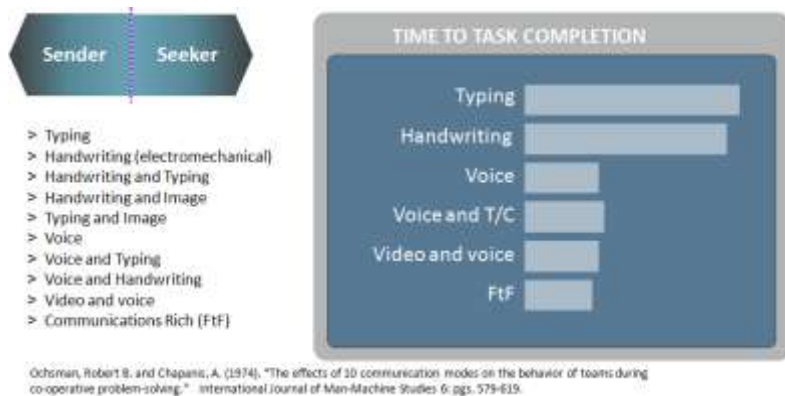 Sender
Seeker
> Typing
> Handwriting (electromechanical)
> Handwriting and Typing
> Handwriting and Image
> Typing and Image
> Voice
> Voice and Typing
> Voice and Handwriting
> Video and voice
> Communications Rich (FtF)
TIME TO TASK COMPLETION
Typing
Handwriting
Voice
Voice and T/C
Video and voice
FtF
Ochsman, Robert B. and Chapanis, A. (1974). "The effects of 10 communication modes on the behavior of teams during
co-operative problem-solving." International Journal of Man-Machine Studies 6: pgs. 579-619.